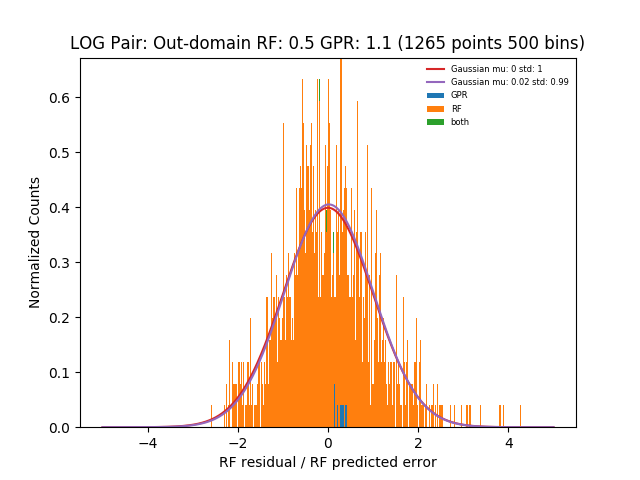 LOG Pair: Out-domain RF: 0.5 GPR: 1.1 (1265 points 500 bins)
Gaussian mu: 0 std: 1
Gaussian mu: 0.02 std: 0.99
GPR
RF
both
Normalized Counts
0.6
0.5
0.4
0.3
0.2
0.1
0.0
−4 −2 0 2 4
RF residual / RF predicted error